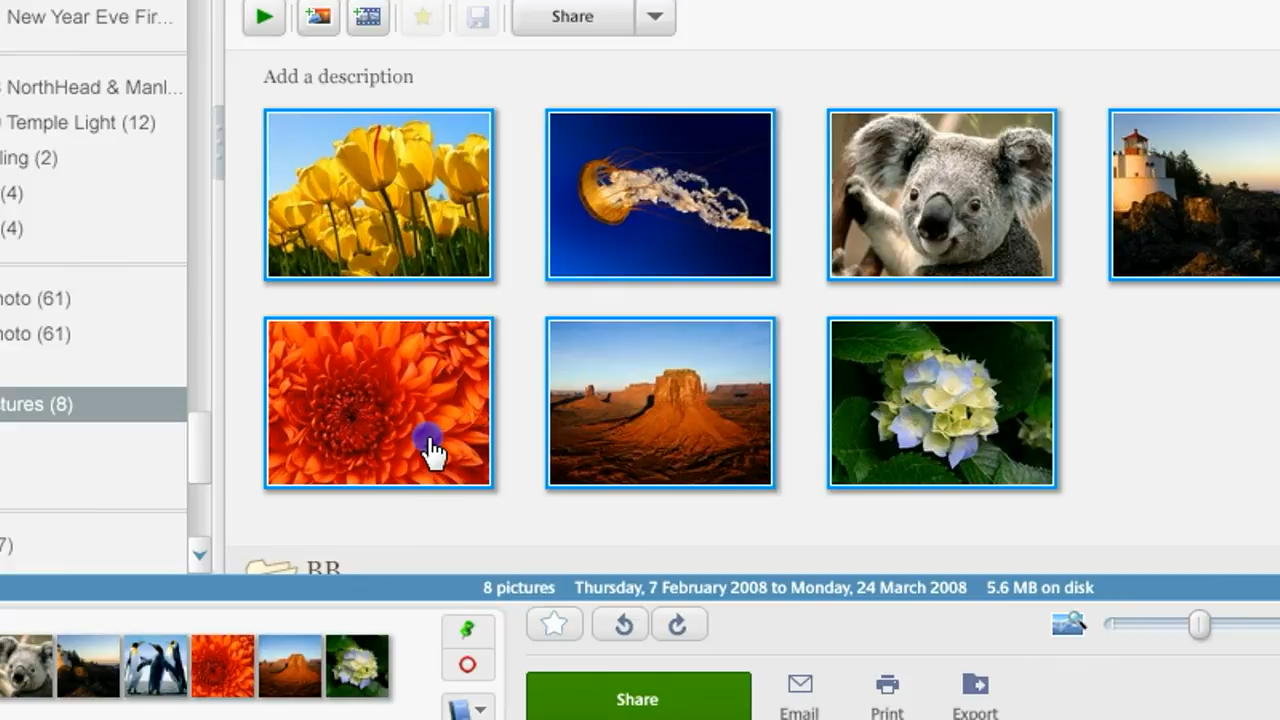 New Year Eve Fir...
Share
Add a description
NorthHead & Manl...
Temple Light (12)
ling (2)
(4)
(4)
hoto (61)
hoto (61)
tures (8)
7)
BB
8 pictures Thursday, 7 February 2008 to Monday, 24 March 2008 5.6 MB on disk
Share
Email
Print
Export